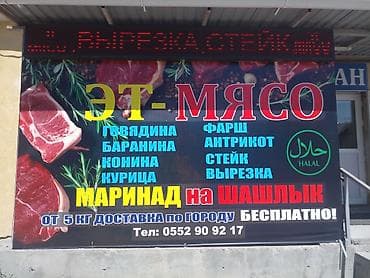 ВЫРЕЗКА, СТЕЙК
АН
ЭТ-МЯСО
ГОВЯДИНА
БАРАНИНА
КОНИНА
КУРИЦА
ФАРШ
АНТРИКОТ
СТЕЙК
ВЫРЕЗКА
حلال
HALAL
МАРИНАД на ШАШЛЫК
ОТ 5 КГ ДОСТАВКА по ГОРОДУ БЕСПЛАТНО!
Тел: 0552 90 92 17